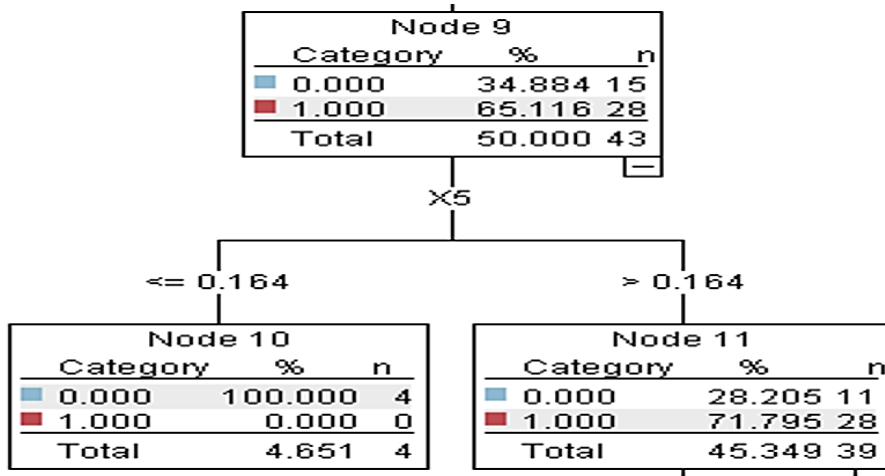 Node 9
Category % n
0.000 34.884 15
1.000 65.116 28
Total 50.000 43
X5
<= 0.164 > 0.164
Node 10 Node 11
Category % n Category % n
0.000 100.000 4 0.000 28.205 11
1.000 0.000 0 1.000 71.795 28
Total 4.651 4 Total 45.349 39